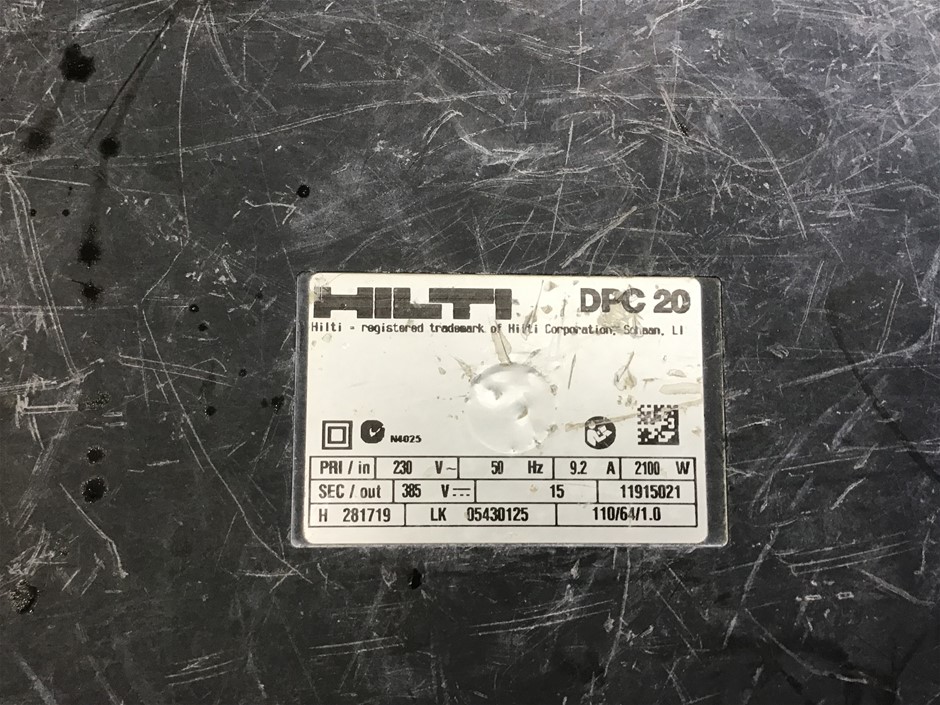 HILTI DPC 20
Hilti = registered trademark of Hilti Corporation, Schaan, LI
N4025
PRI / in 230 V~ 50 Hz 9.2 A 2100 W
SEC / out 385 V⎓ 15 11915021
H 281719 LK 05430125 110/64/1.0